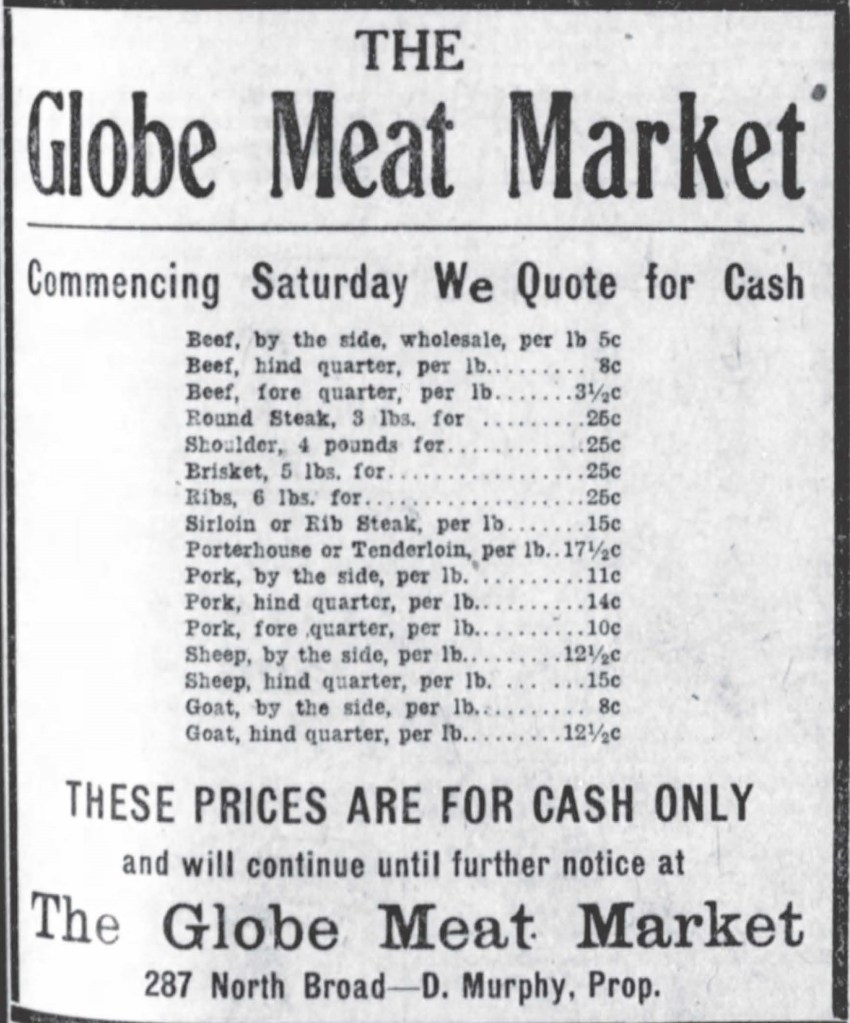 THE
Globe Meat Market
Commencing Saturday We Quote for Cash
Beef, by the side, wholesale, per lb 5c
Beef, hind quarter, per lb.......... 8c
Beef, fore quarter, per lb.......3½c
Round Steak, 3 lbs. for .........25c
Shoulder, 4 pounds for...........25c
Brisket, 5 lbs. for................25c
Ribs, 6 lbs. for...................25c
Sirloin or Rib Steak, per lb.......15c
Porterhouse or Tenderloin, per lb..17½c
Pork, by the side, per lb. .........11c
Pork, hind quarter, per lb..........14c
Pork, fore quarter, per lb..........10c
Sheep, by the side, per lb.........12½c
Sheep, hind quarter, per lb. ... ...15c
Goat, by the side, per lb.......... 8c
Goat, hind quarter, per lb.........12½c
THESE PRICES ARE FOR CASH ONLY
and will continue until further notice at
The Globe Meat Market
287 North Broad—D. Murphy, Prop.